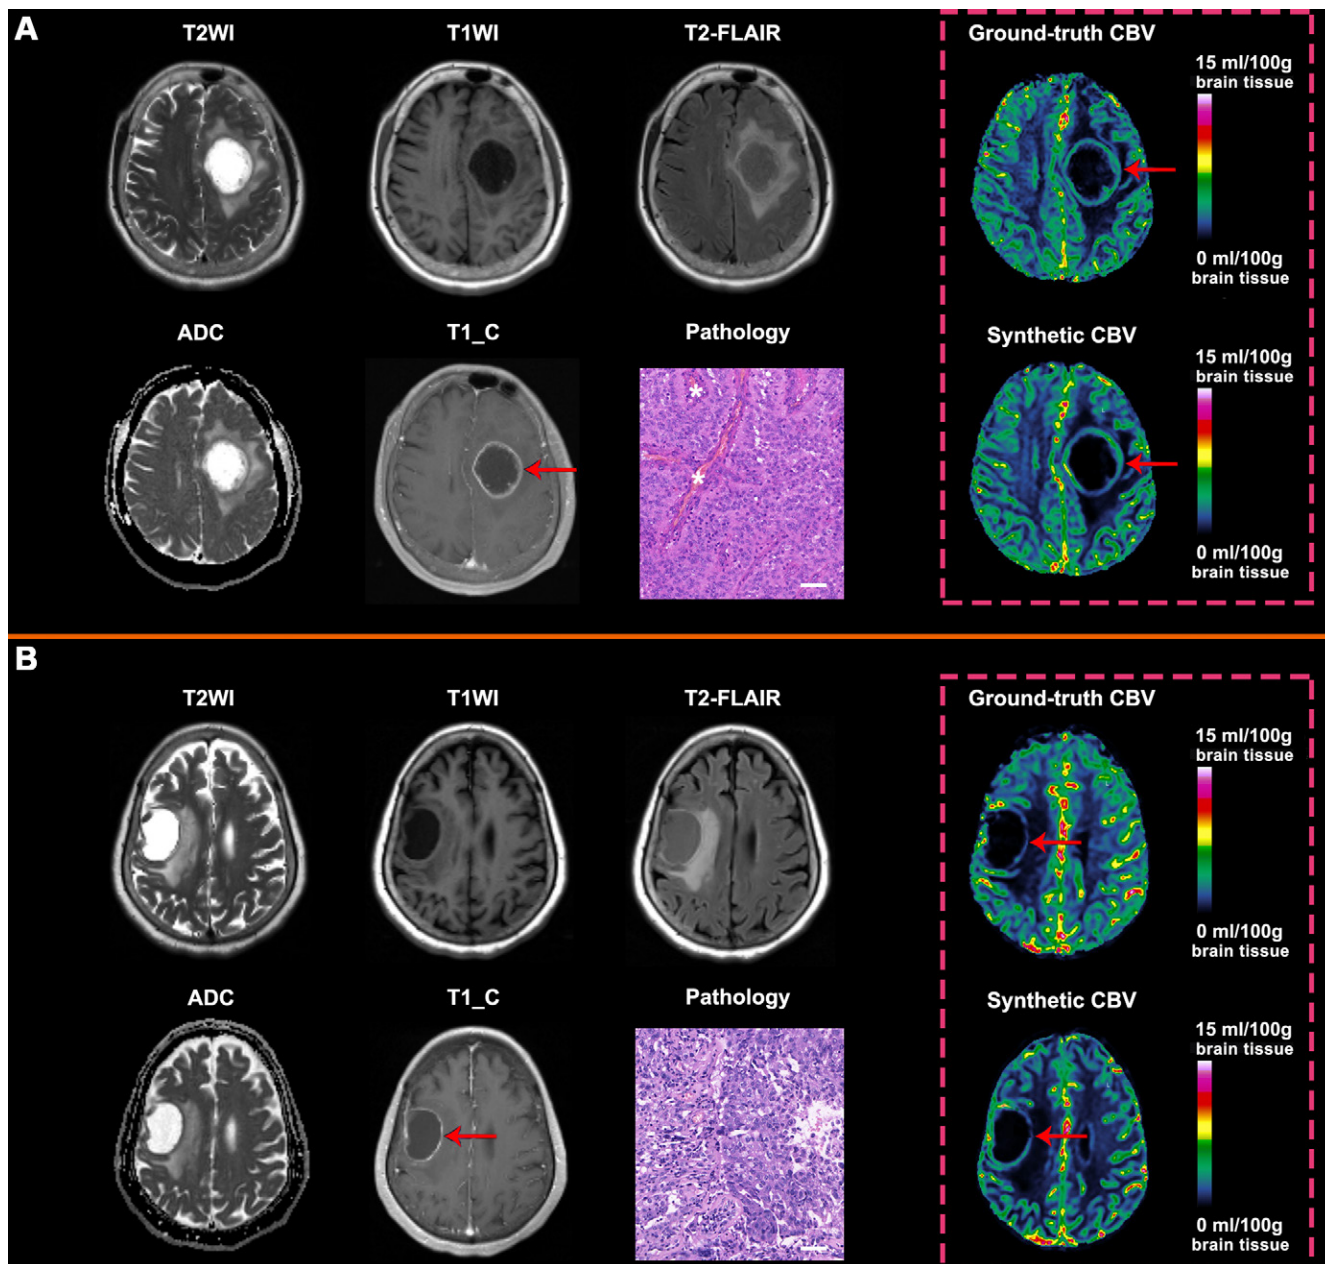 A
T2WI
T1WI
T2-FLAIR
Ground-truth CBV
15 ml/100g
brain tissue
0 ml/100g
brain tissue
ADC
T1_C
Pathology
Synthetic CBV
15 ml/100g
brain tissue
*
*
0 ml/100g
brain tissue
B
T2WI
T1WI
T2-FLAIR
Ground-truth CBV
15 ml/100g
brain tissue
0 ml/100g
brain tissue
ADC
T1_C
Pathology
Synthetic CBV
15 ml/100g
brain tissue
0 ml/100g
brain tissue